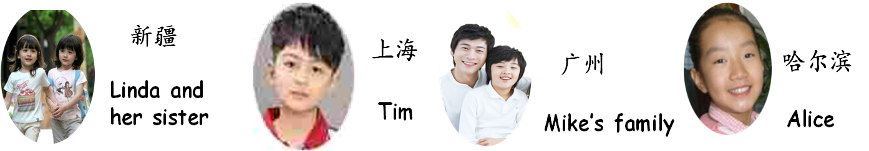 新疆
Linda and
her sister
上海
Tim
广州
Mike's family
哈尔滨
Alice